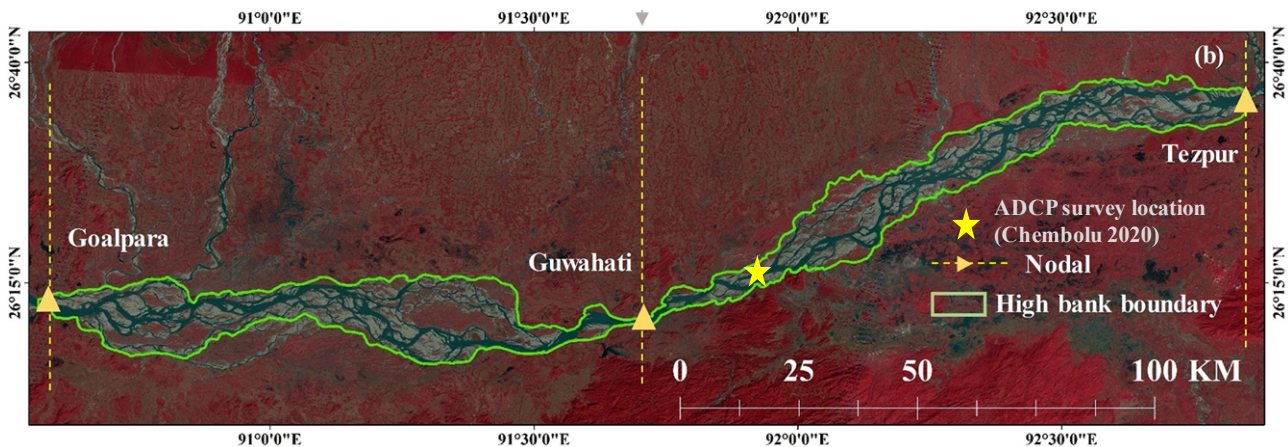 91°0'0"E
91°30'0"E
92°0'0"E
92°30'0"E
26°40'0"N
(b)
26°40'0"N
Tezpur
ADCP survey location
(Chembolu 2020)
Goalpara
Guwahati
Nodal
26°15'0"N
High bank boundary
26°15'0"N
0
25
50
100 KM
91°0'0"E
91°30'0"E
92°0'0"E
92°30'0"E